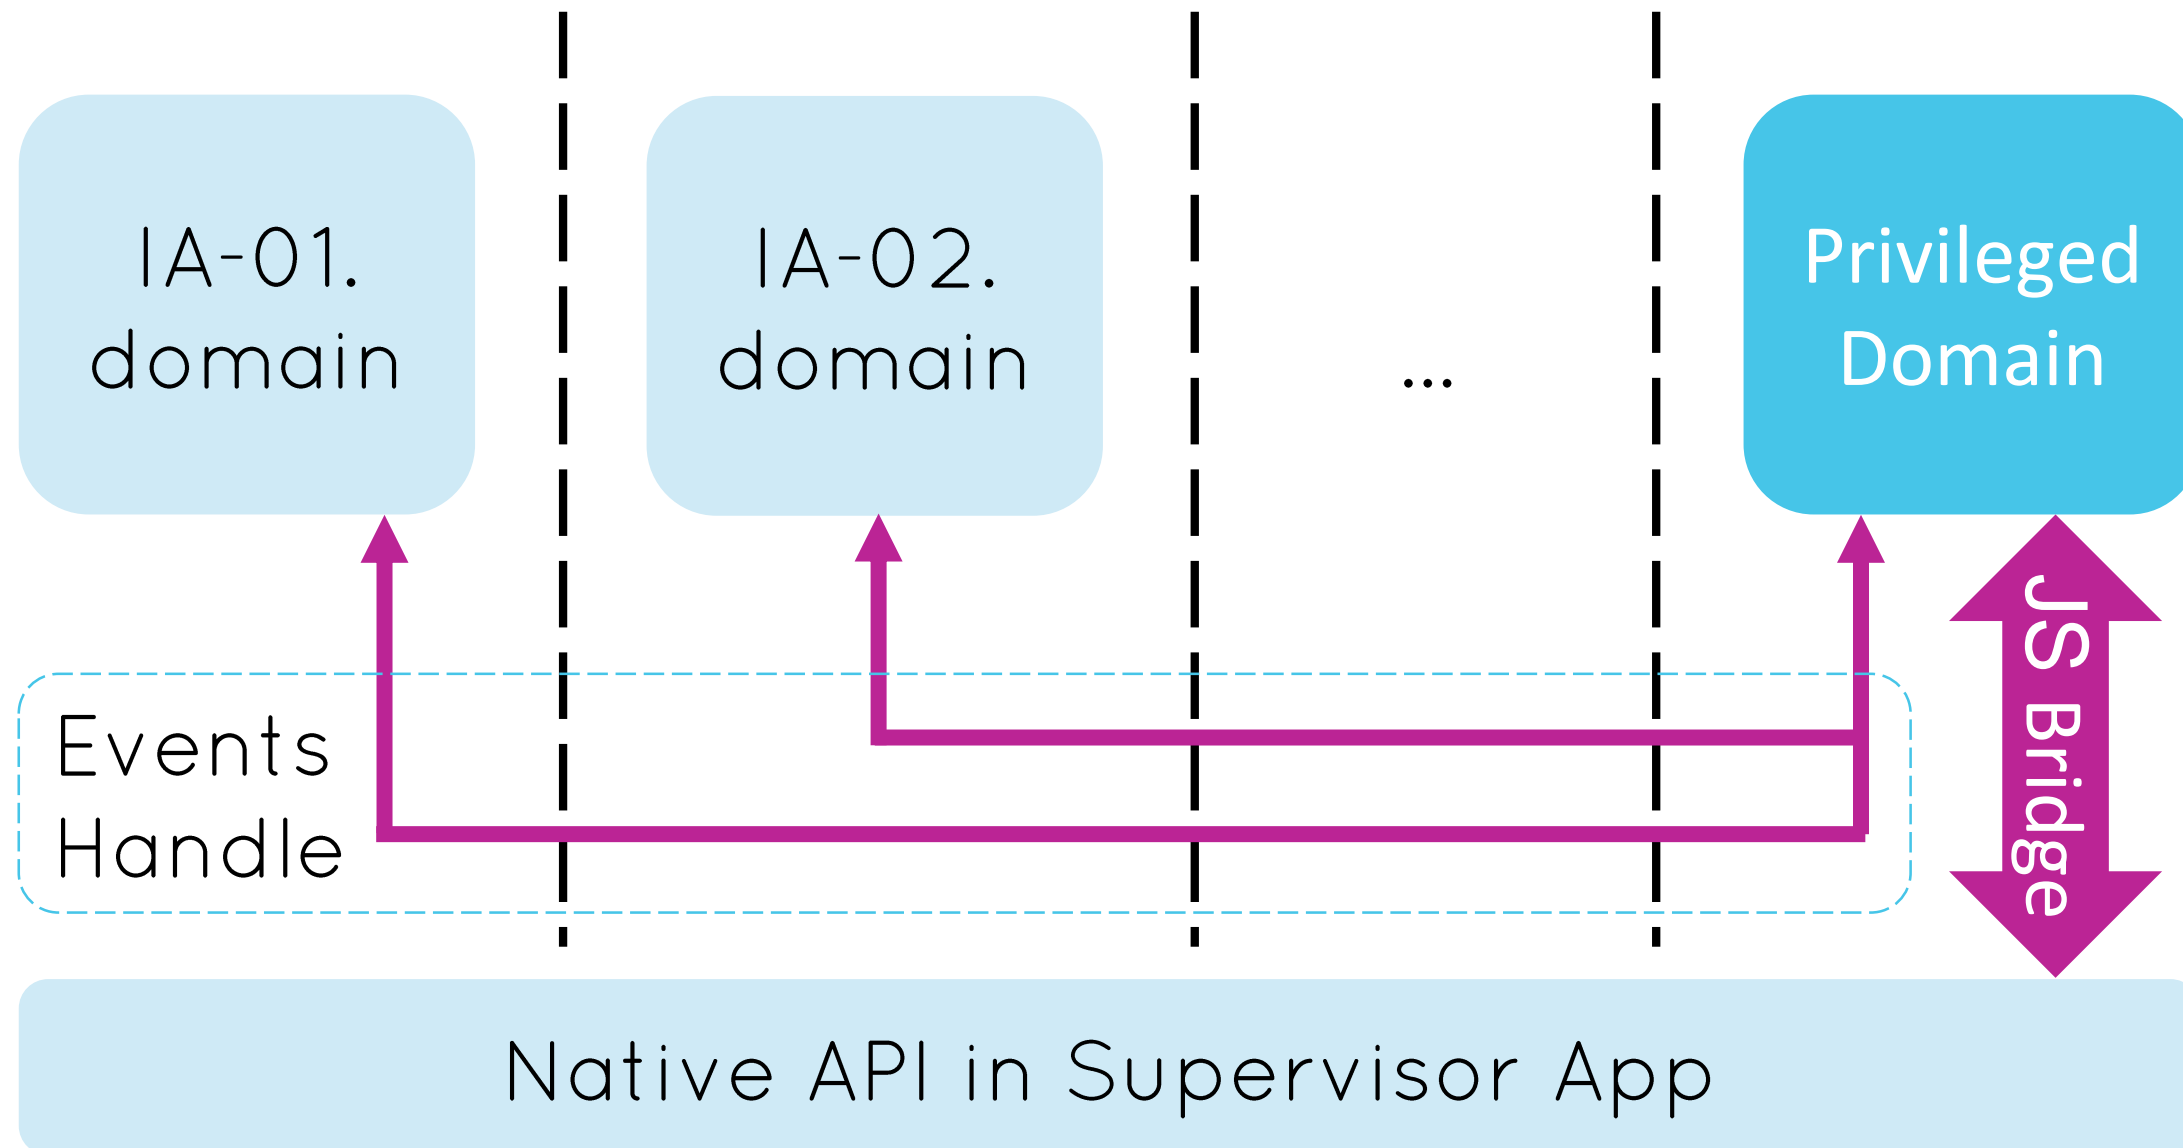 IA-01.
domain
IA-02.
domain
...
Privileged
Domain
Events
Handle
JS Bridge
Native API in Supervisor App